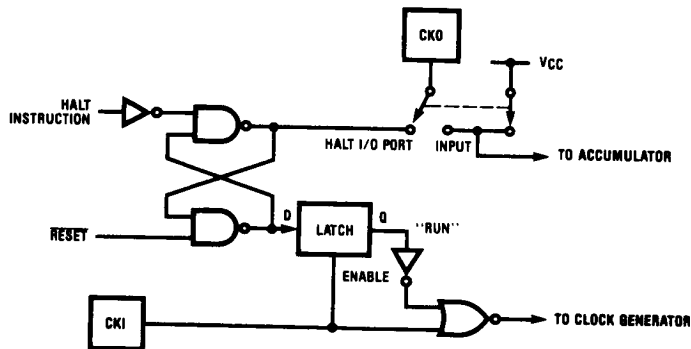 CKO
VCC
HALT
INSTRUCTION
HALT I/O PORT
INPUT
TO ACCUMULATOR
RESET
D
LATCH
Q
"RUN"
ENABLE
CKI
TO CLOCK GENERATOR